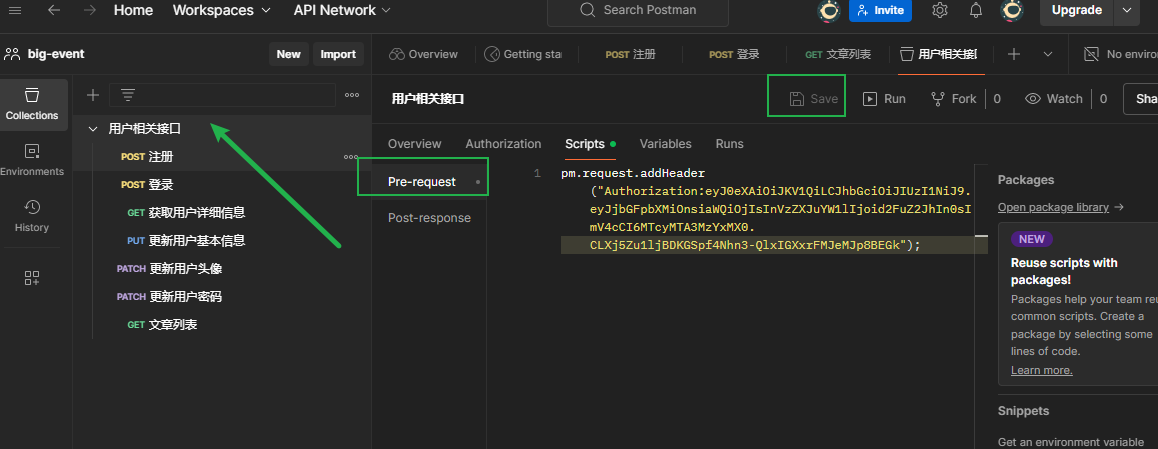 Home
Workspaces
API Network
Search Postman
Invite
Upgrade
big-event
New
Import
Overview
Getting sta
POST 注册
POST 登录
GET 文章列表
用户相关接
No enviro
Collections
Environments
History
用户相关接口
POST 注册
POST 登录
GET 获取用户详细信息
PUT 更新用户基本信息
PATCH 更新用户头像
PATCH 更新用户密码
GET 文章列表
用户相关接口
Save
Run
Fork
0
Watch
0
Sha
Overview
Authorization
Scripts
Variables
Runs
Pre-request
Post-response
1
pm.request.addHeader
("Authorization:eyJ0eXAiOiJKV1QiLCJhbGciOiJIUzI1NiJ9.
eyJjbGFpbXMiOnsiaWQiOjIsInVzZXJuYW1lIjoid2FuZ2JhIn0sI
mV4cCI6MTcyMTA3MzYxMX0.
CLXj5Zu1ljBDKGSpf4Nhn3-QlxIGXxrFMJeMJp8BEGk");
Packages
Open package library
NEW
Reuse scripts with
packages!
Packages help your team reu
common scripts. Create a
package by selecting some
lines of code.
Learn more.
Snippets
Get an environment variable